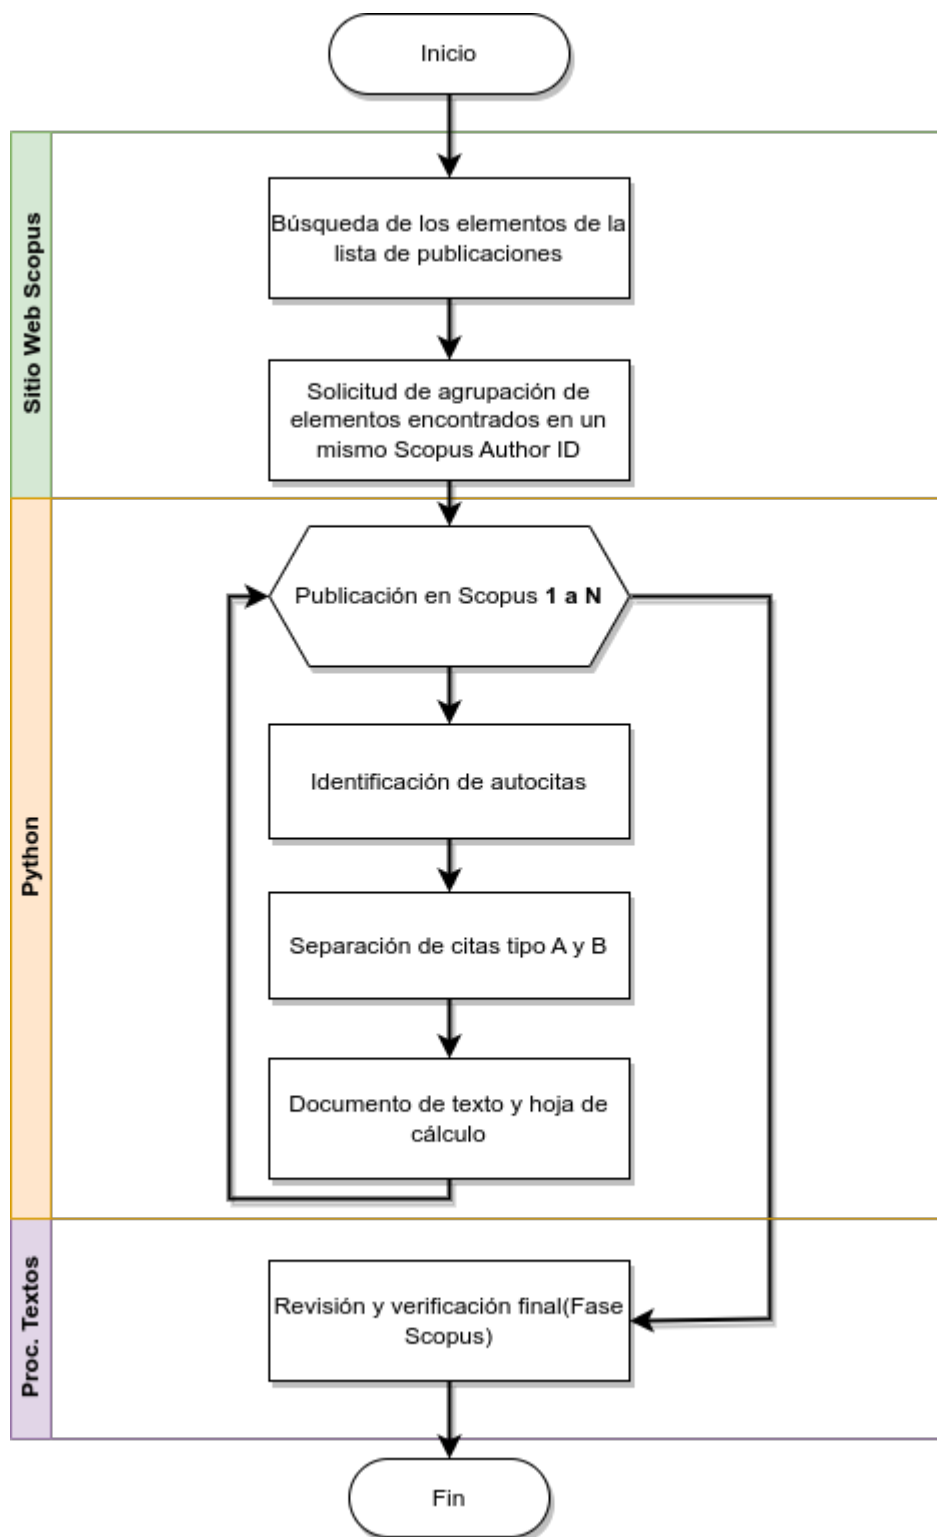 Inicio
Sitio Web Scopus
Búsqueda de los elementos de la
lista de publicaciones
Solicitud de agrupación de
elementos encontrados en un
mismo Scopus Author ID
Python
Publicación en Scopus 1 a N
Identificación de autocitas
Separación de citas tipo A y B
Documento de texto y hoja de
cálculo
Proc. Textos
Revisión y verificación final(Fase
Scopus)
Fin